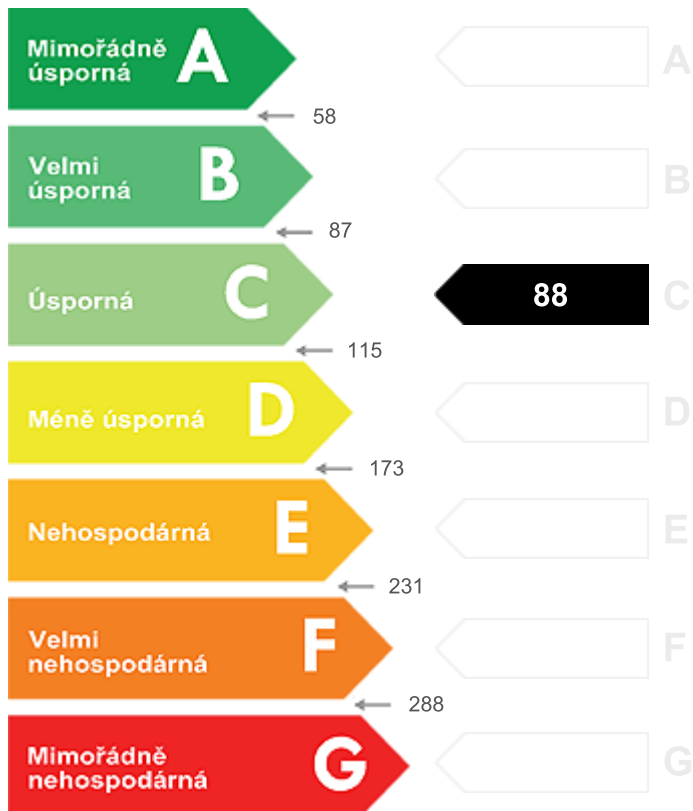 Mimořádně
úsporná
A
A
58
Velmi
úsporná
B
B
87
Úsporná
C
88
C
115
Méně úsporná
D
D
173
Nehospodárná
E
E
231
Velmi
nehospodárná
F
F
288
Mimořádně
nehospodárná
G
G